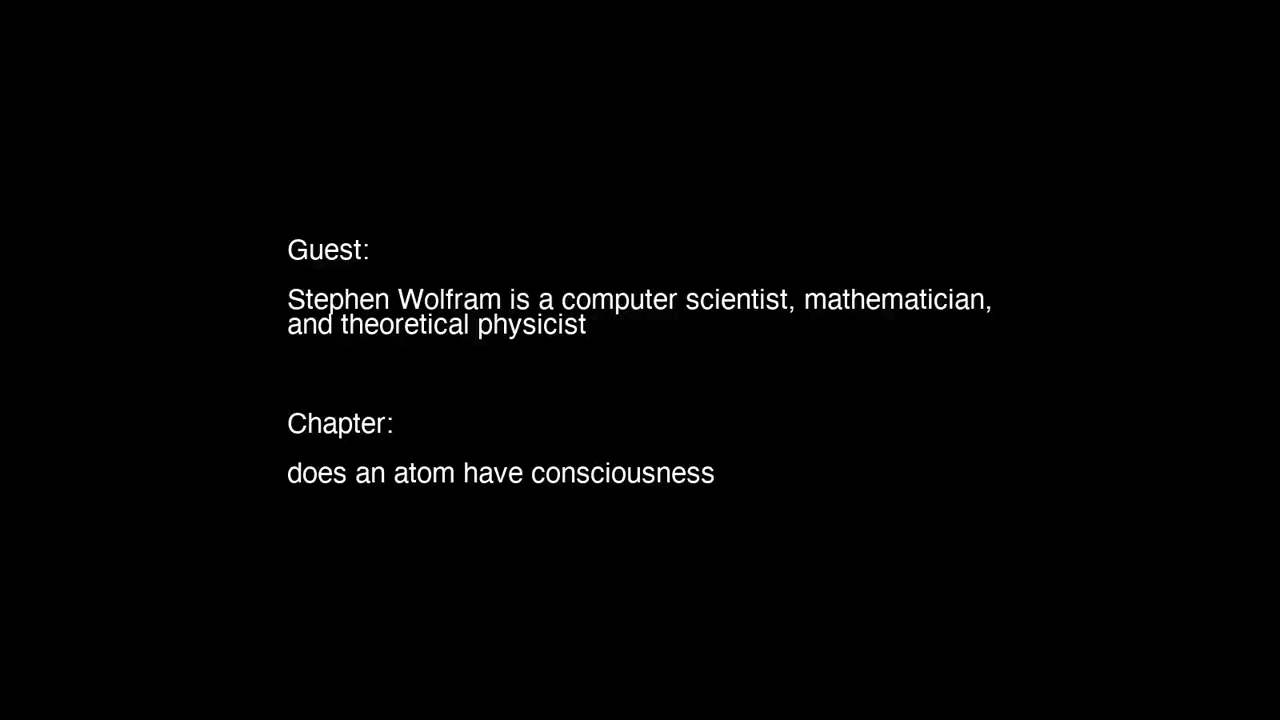 Guest:
Stephen Wolfram is a computer scientist, mathematician,
and theoretical physicist
Chapter:
does an atom have consciousness